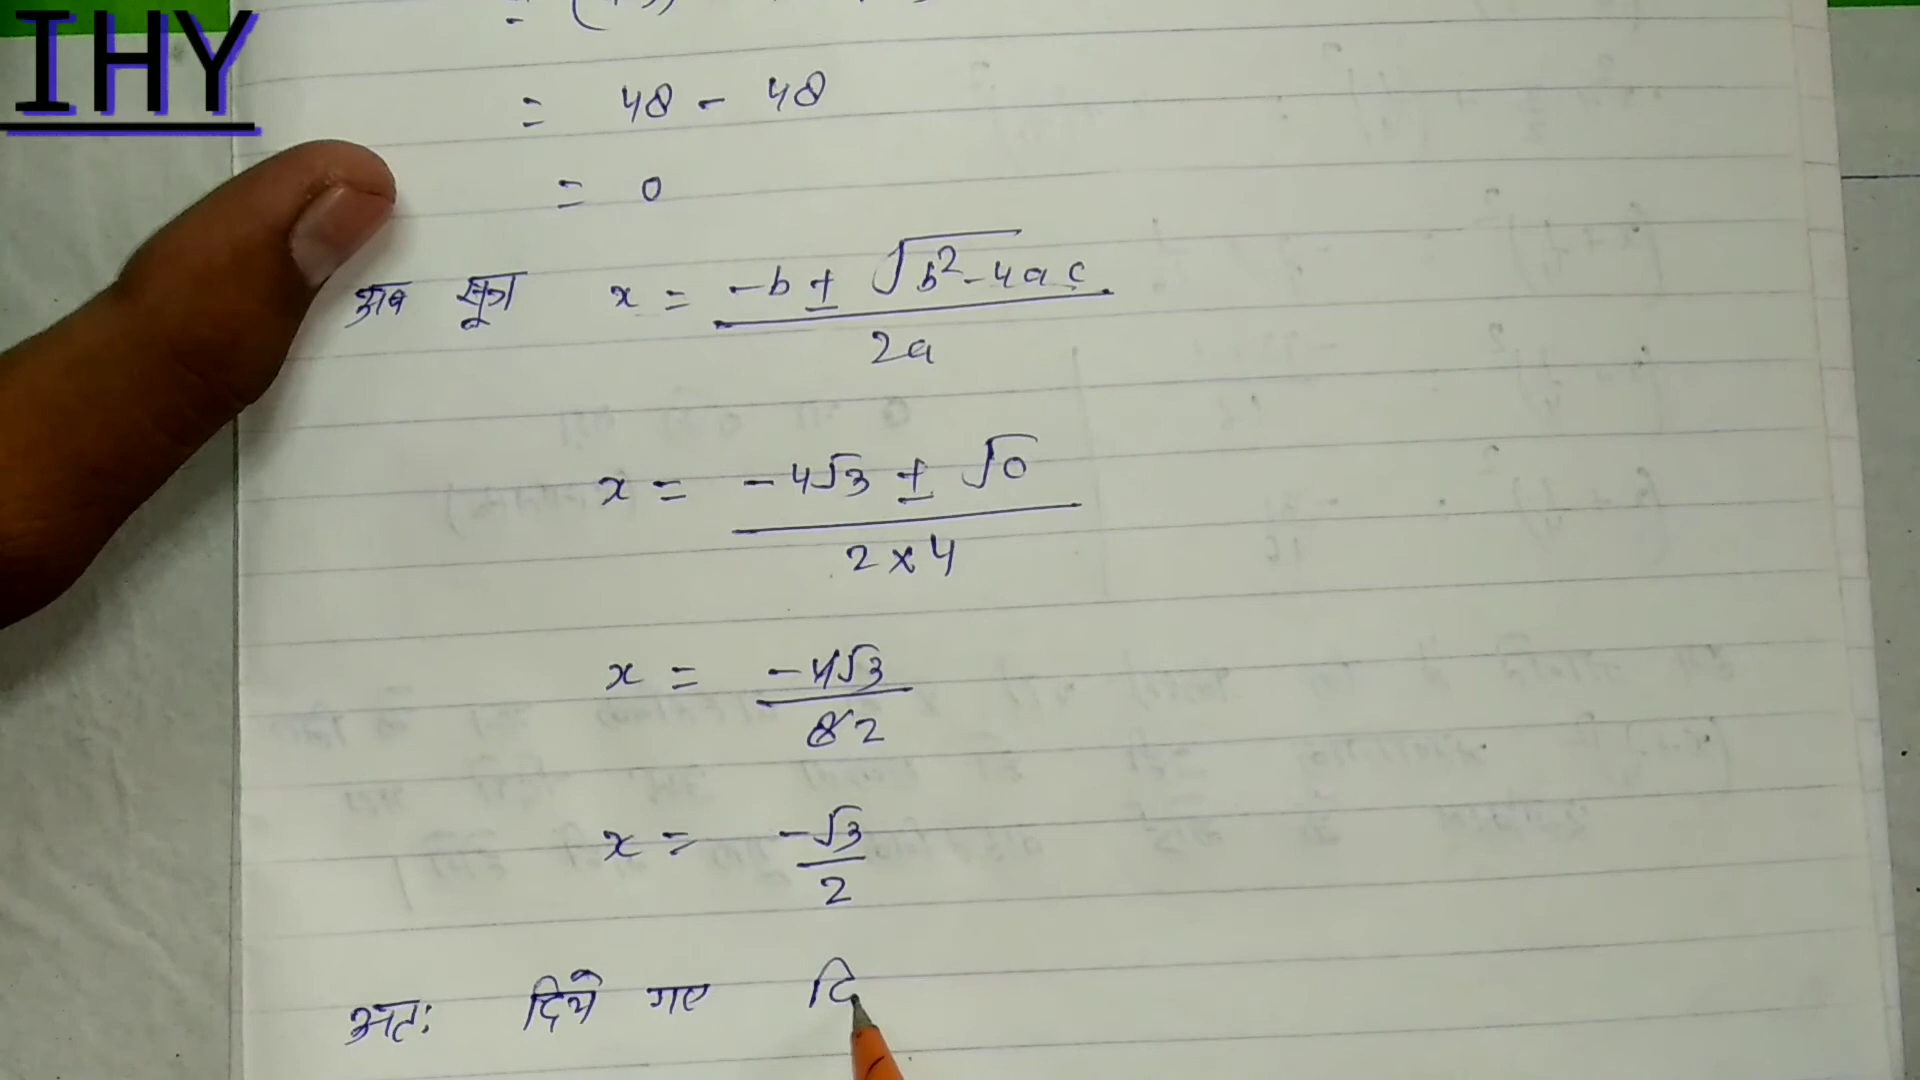 IHY
= 48 - 48
= 0
अब सूत्र x = -b ± √b²-4ac
2a
x = -4√3 ± √0
2 × 4
x = -4√3
8 2
x = -√3
2
अतः दिये गए दि